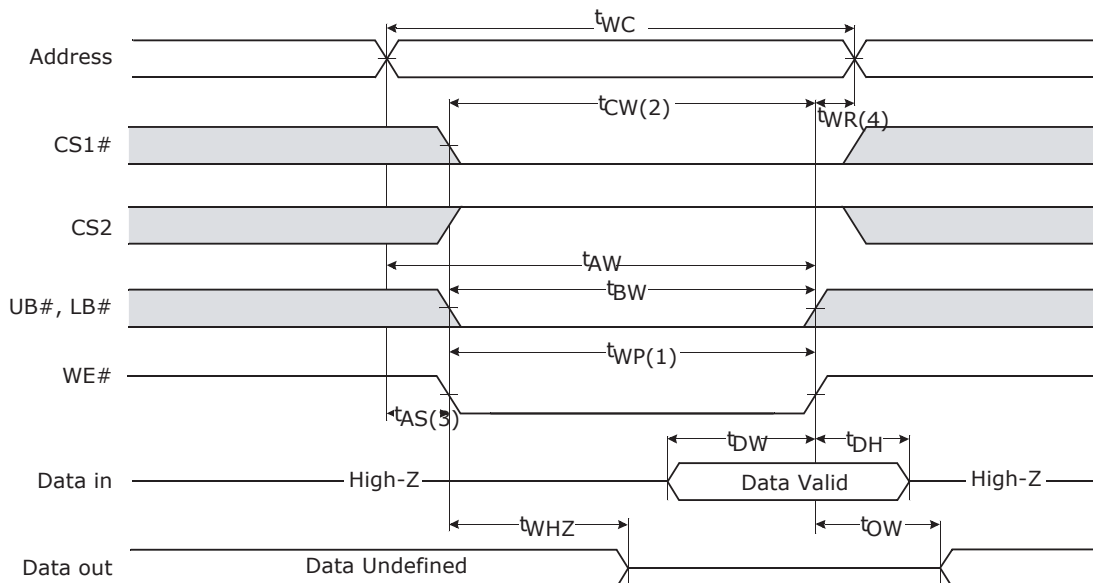 tWC
Address
tCW(2)
tWR(4)
CS1#
CS2
tAW
tBW
UB#, LB#
tWP(1)
WE#
tAS(3)
tDW
tDH
Data in
High-Z
Data Valid
High-Z
tWHZ
tOW
Data out
Data Undefined